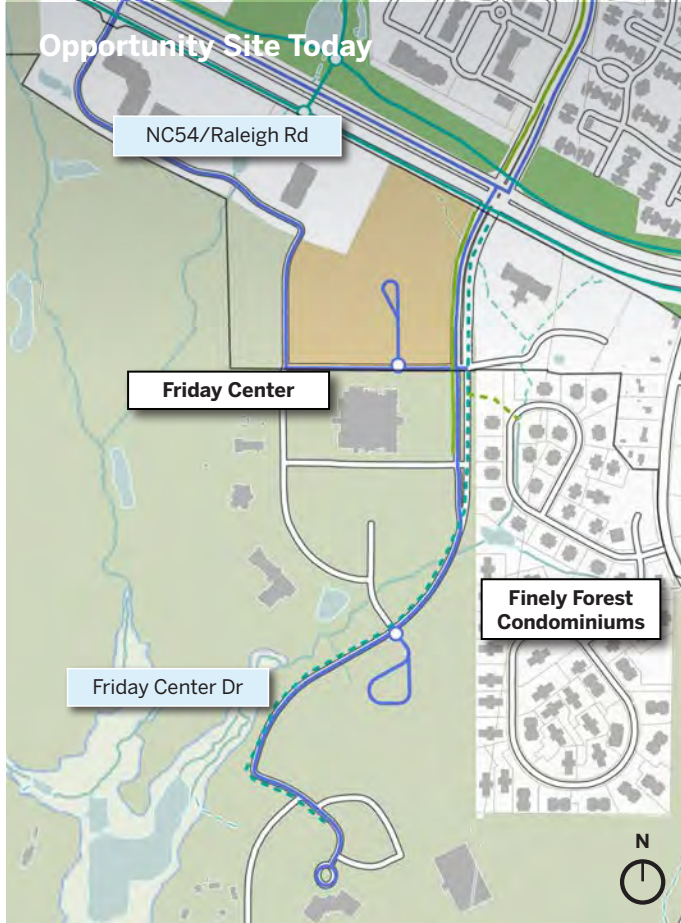 Opportunity Site Today
NC54/Raleigh Rd
Friday Center
Finely Forest
Condominiums
Friday Center Dr
N